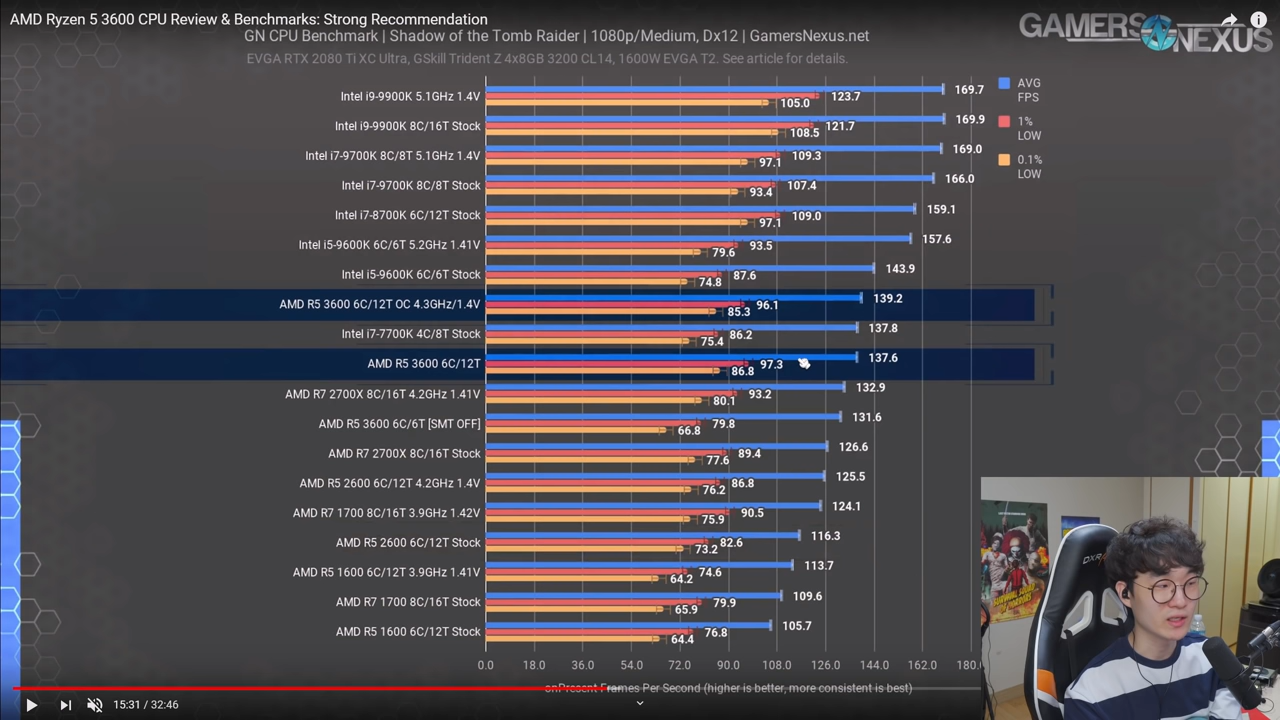 AMD Ryzen 5 3600 CPU Review & Benchmarks: Strong Recommendation
GAMERS NEXUS
GN CPU Benchmark | Shadow of the Tomb Raider | 1080p/Medium, Dx12 | GamersNexus.net
EVGA RTX 2080 Ti XC Ultra, GSkill Trident Z 4x8GB 3200 CL14, 1600W EVGA T2. See article for details.
AVG FPS
1% LOW
0.1% LOW
Intel i9-9900K 5.1GHz 1.4V 169.7 123.7 105.0
Intel i9-9900K 8C/16T Stock 169.9 121.7 108.5
Intel i7-9700K 8C/8T 5.1GHz 1.4V 169.0 109.3 97.1
Intel i7-9700K 8C/8T Stock 166.0 107.4 93.4
Intel i7-8700K 6C/12T Stock 159.1 109.0 97.1
Intel i5-9600K 6C/6T 5.2GHz 1.41V 157.6 93.5 79.6
Intel i5-9600K 6C/6T Stock 143.9 87.6 74.8
AMD R5 3600 6C/12T OC 4.3GHz/1.4V 139.2 96.1 85.3
Intel i7-7700K 4C/8T Stock 137.8 86.2 75.4
AMD R5 3600 6C/12T 137.6 97.3 86.8
AMD R7 2700X 8C/16T 4.2GHz 1.41V 132.9 93.2 80.1
AMD R5 3600 6C/6T [SMT OFF] 131.6 79.8 66.8
AMD R7 2700X 8C/16T Stock 126.6 89.4 77.6
AMD R5 2600 6C/12T 4.2GHz 1.4V 125.5 86.8 76.2
AMD R7 1700 8C/16T 3.9GHz 1.42V 124.1 90.5 75.9
AMD R5 2600 6C/12T Stock 116.3 82.6 73.2
AMD R5 1600 6C/12T 3.9GHz 1.41V 113.7 74.6 64.2
AMD R7 1700 8C/16T Stock 109.6 79.9 65.9
AMD R5 1600 6C/12T Stock 105.7 76.8 64.4
0.0 18.0 36.0 54.0 72.0 90.0 108.0 126.0 144.0 162.0 180.0
onPresent Frames Per Second (higher is better, more consistent is best)
15:31 / 32:46